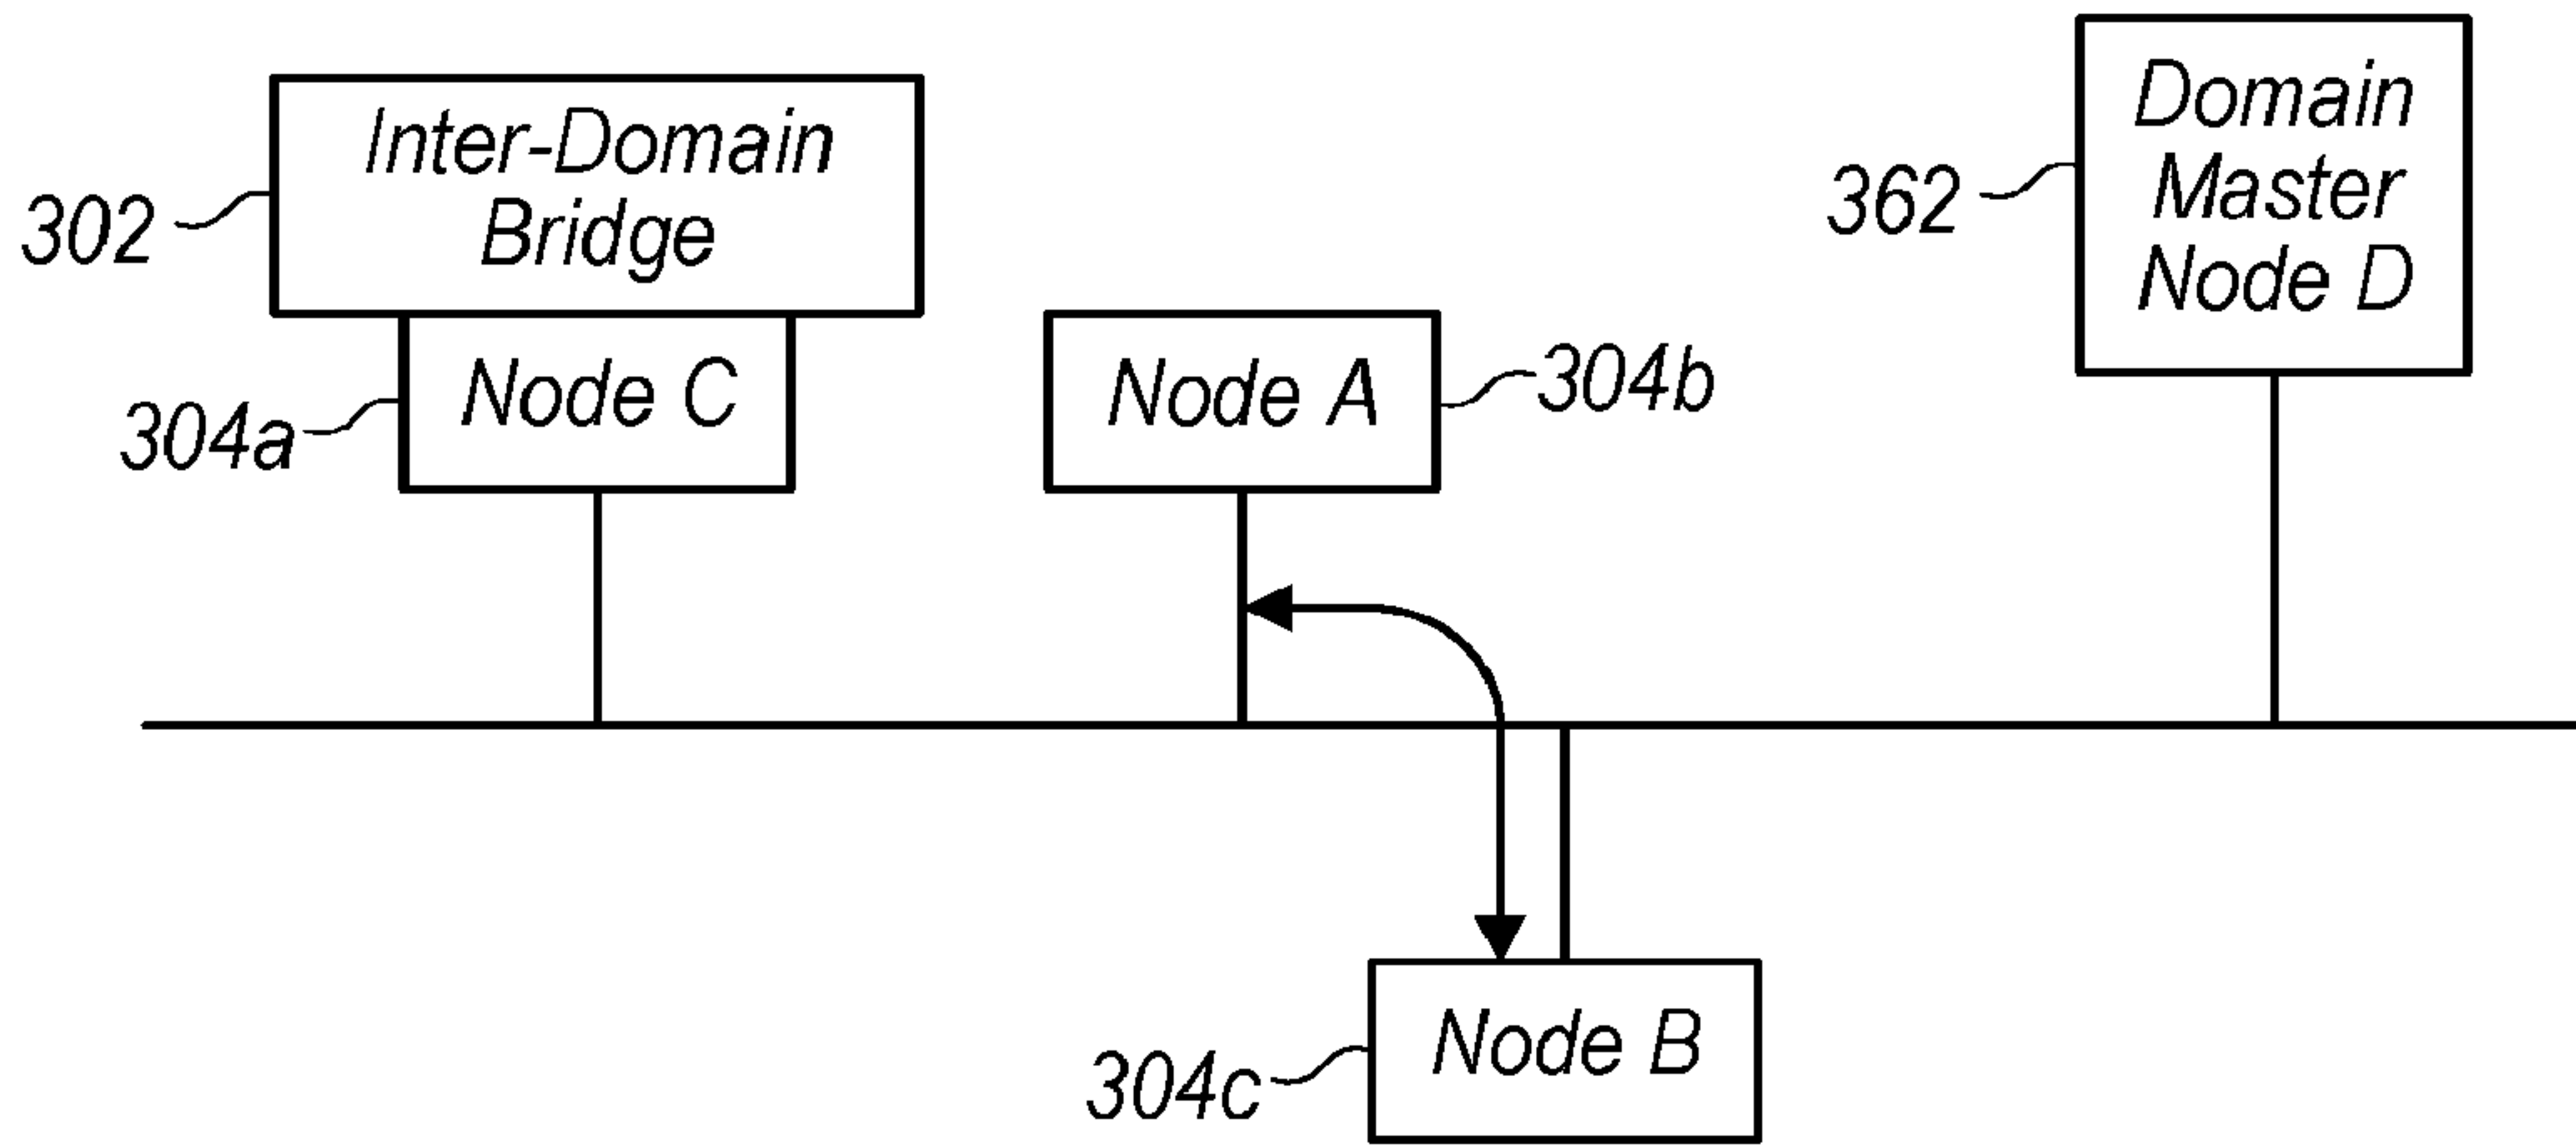 Inter-Domain
Bridge
302
Node C
304a
Node A
304b
Domain
Master
Node D
362
Node B
304c